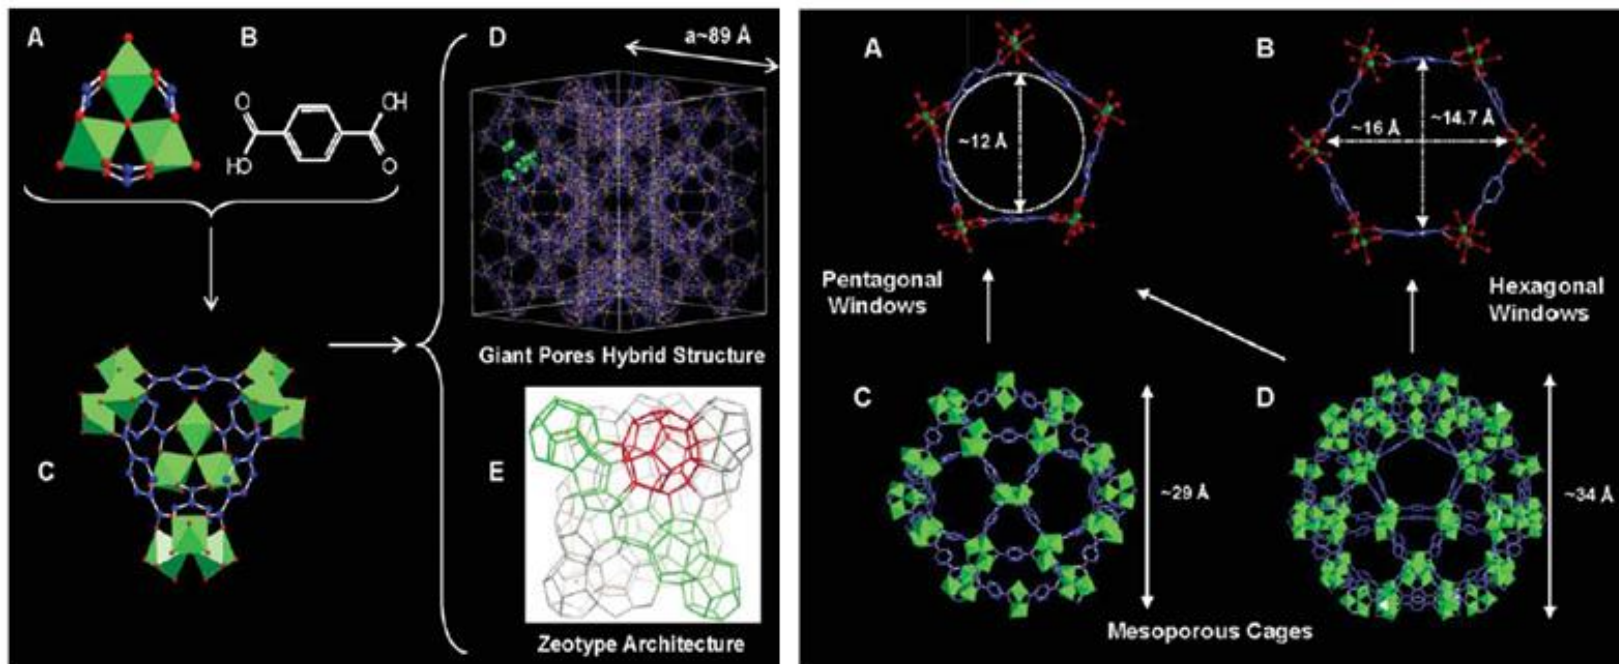 A
B
D
a~89 Å
O
OH
HO
O
Giant Pores Hybrid Structure
C
E
Zeotype Architecture
A
B
~12 Å
~16 Å
~14.7 Å
Pentagonal
Windows
Hexagonal
Windows
C
D
~29 Å
~34 Å
Mesoporous Cages